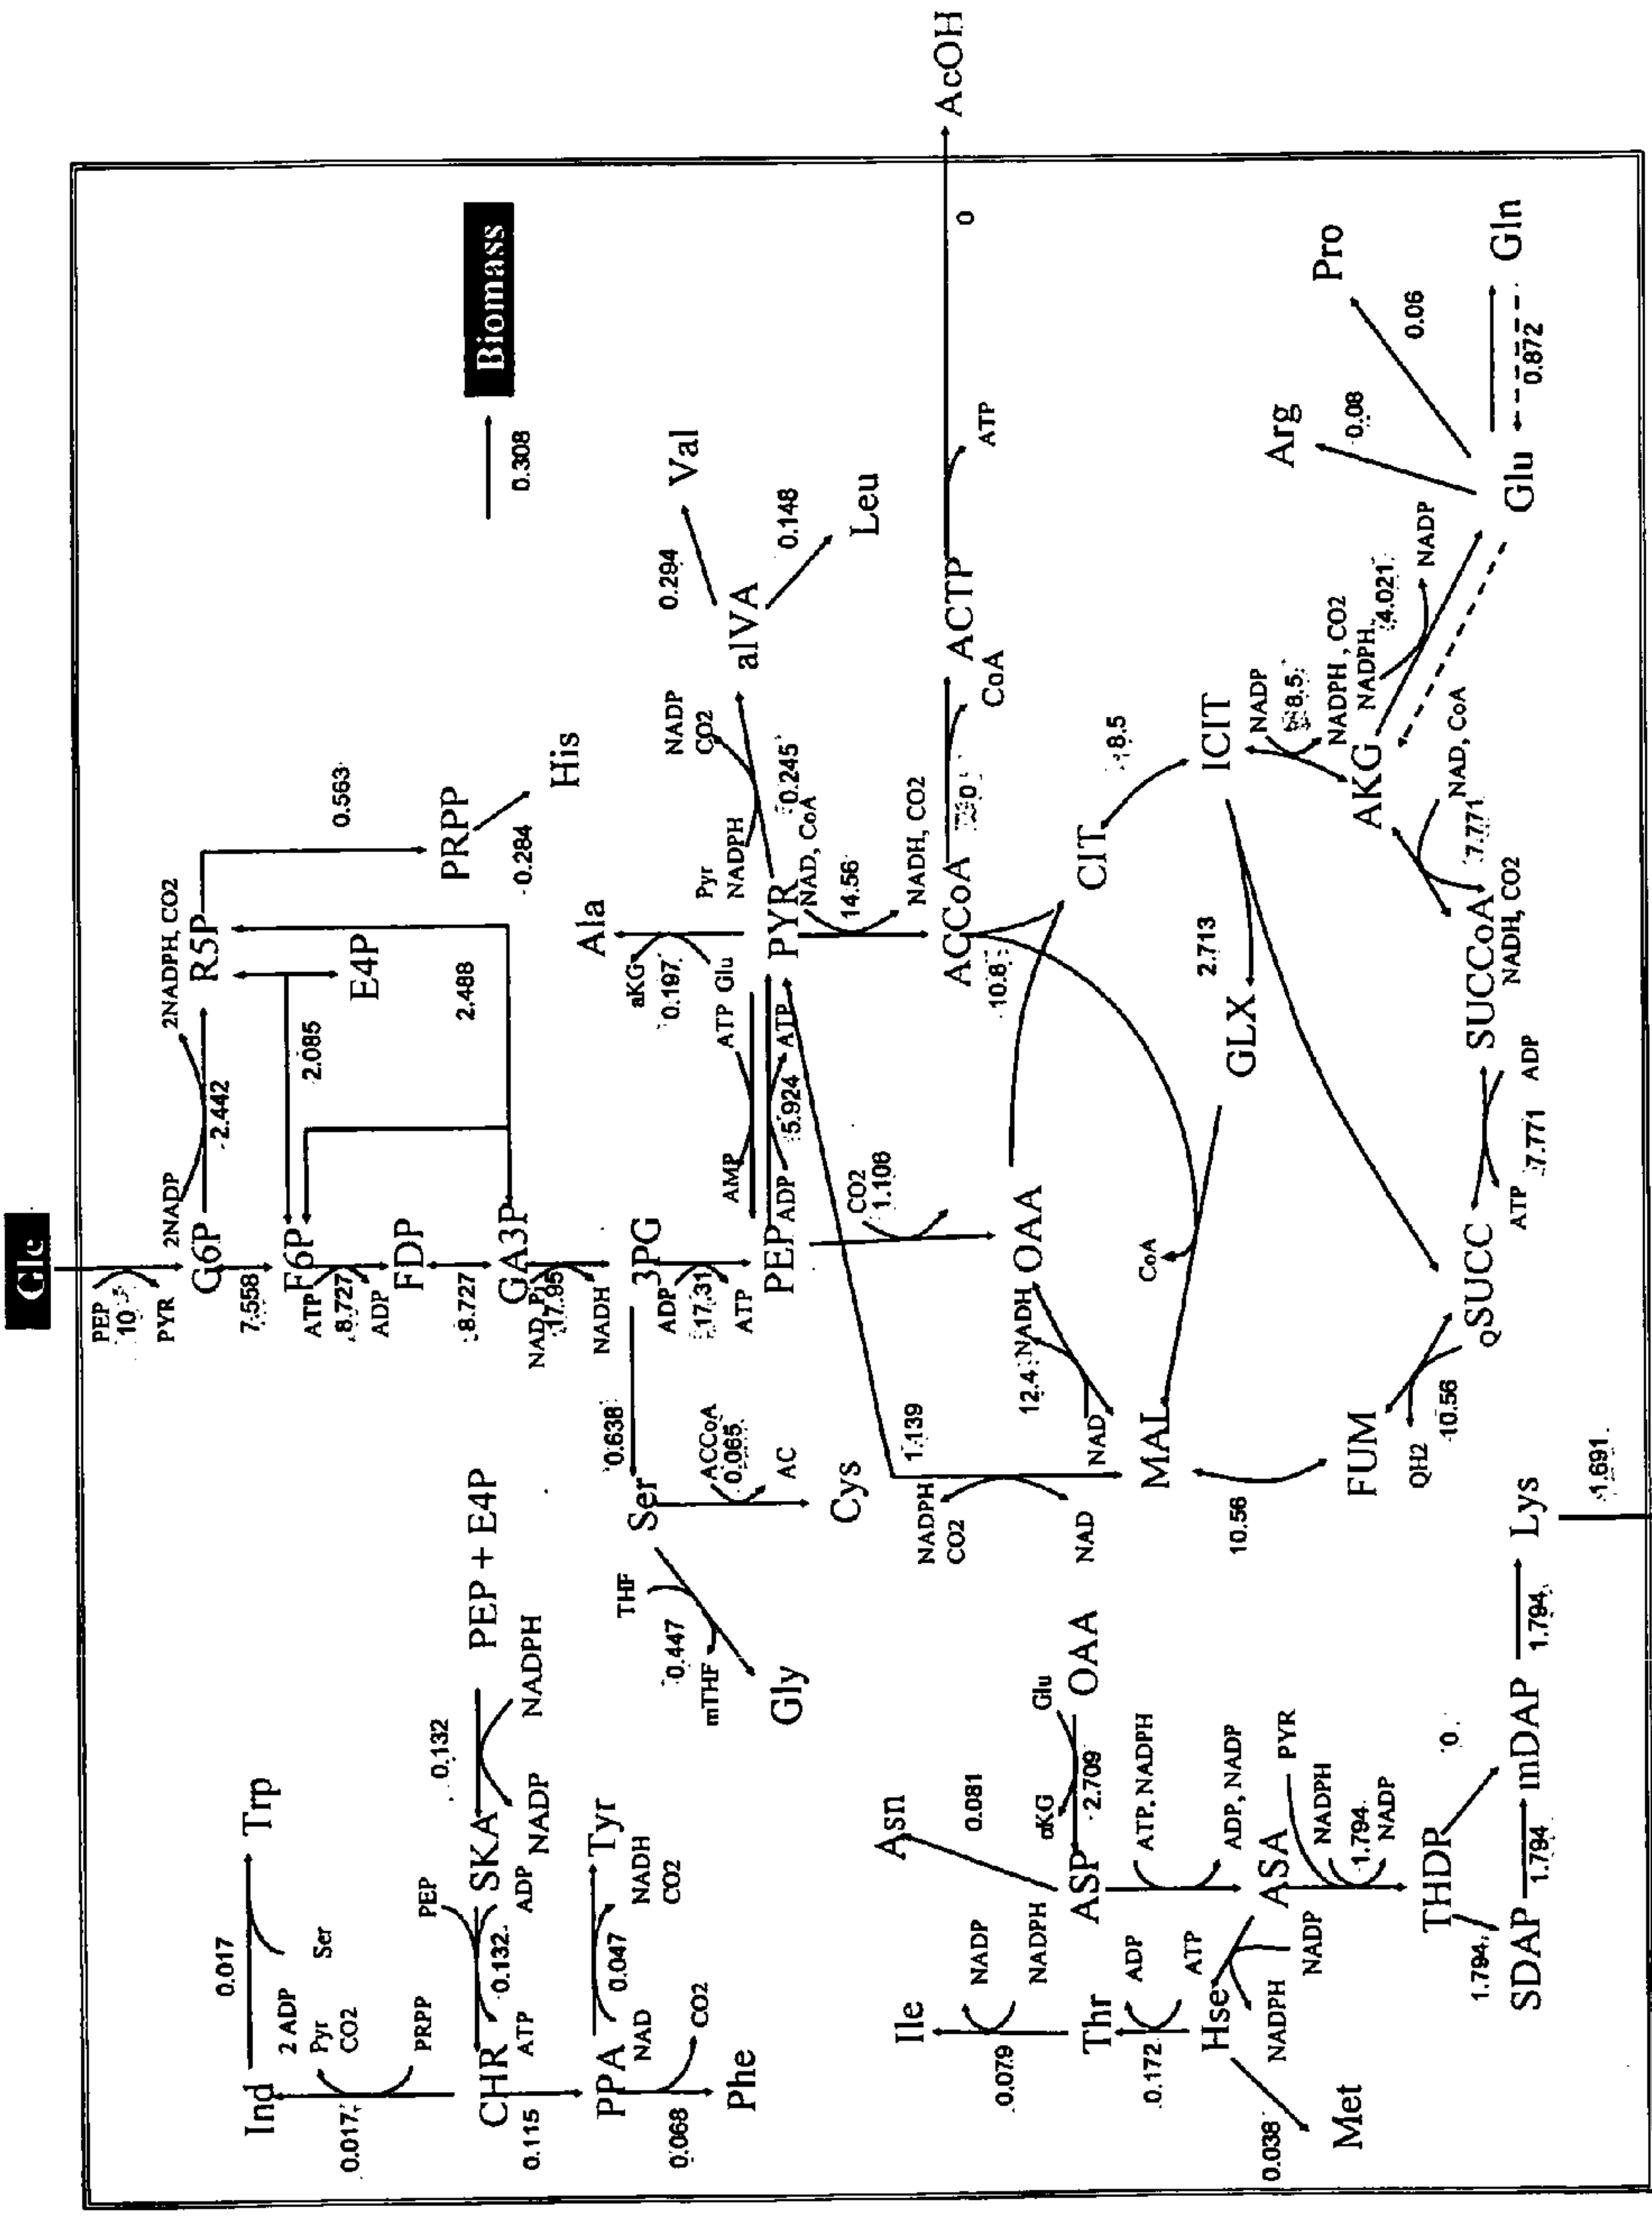 Glc
PEP
10
PYR
2NADP
2NADPH, CO2
G6P
2.442
R5P
7.558
0.563
F6P
2.085
E4P
PRPP
His
0.284
ATP
8.727
ADP
FDP
2.488
8.727
GA3P
NAD, Pi
17.95
NADH
3PG
ADP
17.31
ATP
PEP
0.308
Biomass
0.638
Ser
ACCoA
0.065
AC
Cys
THF
0.447
mTHF
Gly
Ala
aKG
0.197
Glu
ATP
AMP
ADP
5.924
ATP
PYR
Pyr
NADPH
NADP
CO2
0.245
aIVA
0.294
Val
0.148
Leu
NAD, CoA
14.56
NADH, CO2
ACCoA
0
ACTP
CoA
ATP
0
AcOH
CO2
1.106
OAA
10.8
CIT
8.5
ICIT
NADP
8.5
NADPH, CO2
AKG
NADPH
4.021
NADP
Glu
0.08
Arg
0.06
Pro
0.872
Gln
NAD, CoA
7.771
SUCCoA
NADH, CO2
ADP
7.771
ATP
SUCC
Q
10.56
QH2
FUM
10.56
MAL
NAD
12.4
NADH
CoA
GLX
2.713
1.139
NADPH
CO2
NAD
Trp
0.017
Ser
Ind
2 ADP
Pyr
CO2
PRPP
0.017
PEP + E4P
0.132
NADPH
NADP
SKA
PEP
ADP
0.132
ATP
CHR
0.115
PPA
NAD
0.047
NADH
CO2
Tyr
0.068
CO2
Phe
OAA
Glu
2.709
αKG
ASP
0.081
Asn
ATP, NADPH
ADP, NADP
ASA
PYR
NADPH
1.794
NADP
THDP
0
1.794
SDAP
1.794
mDAP
1.794
Lys
1.691
NADP
NADPH
Hse
0.038
Met
ATP
ADP
0.172
Thr
NADPH
NADP
0.079
Ile